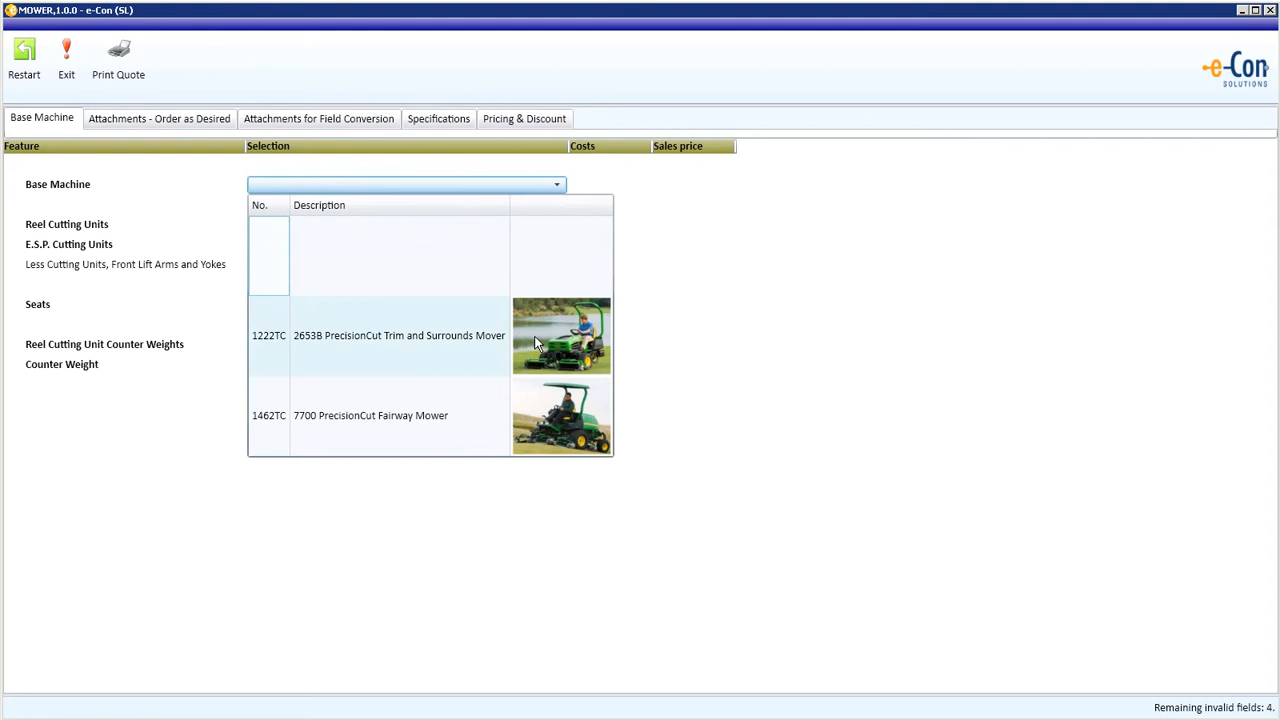 MOWER,1.0.0 - e-Con (SL)
Restart
Exit
Print Quote
e-Con
SOLUTIONS
Base Machine
Attachments - Order as Desired
Attachments for Field Conversion
Specifications
Pricing & Discount
Feature
Selection
Costs
Sales price
Base Machine
No.
Description
Reel Cutting Units
E.S.P. Cutting Units
Less Cutting Units, Front Lift Arms and Yokes
Seats
1222TC
2653B PrecisionCut Trim and Surrounds Mover
Reel Cutting Unit Counter Weights
Counter Weight
1462TC
7700 PrecisionCut Fairway Mower
Remaining invalid fields: 4.